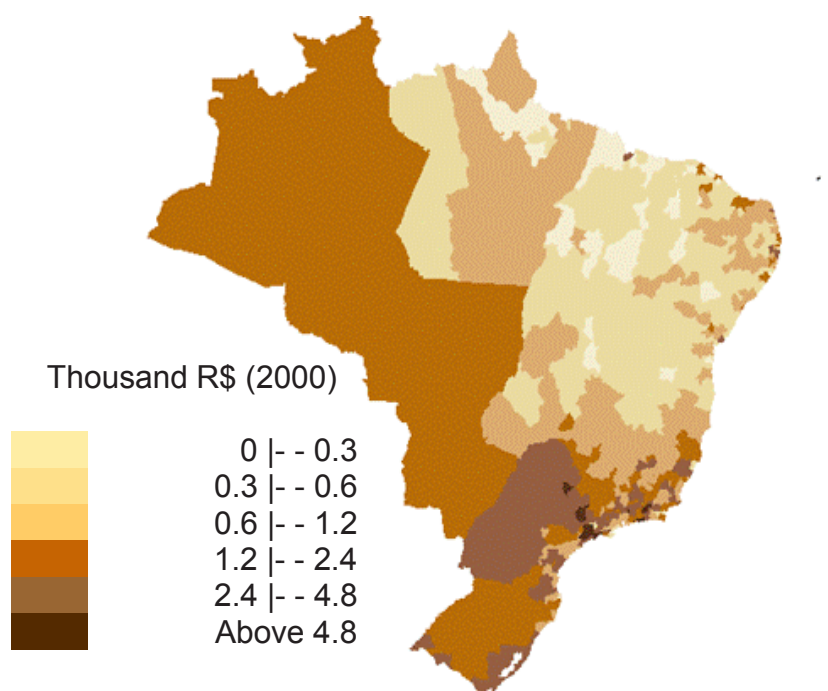 Thousand R$ (2000)
0 |- - 0.3
0.3 |- - 0.6
0.6 |- - 1.2
1.2 |- - 2.4
2.4 |- - 4.8
Above 4.8